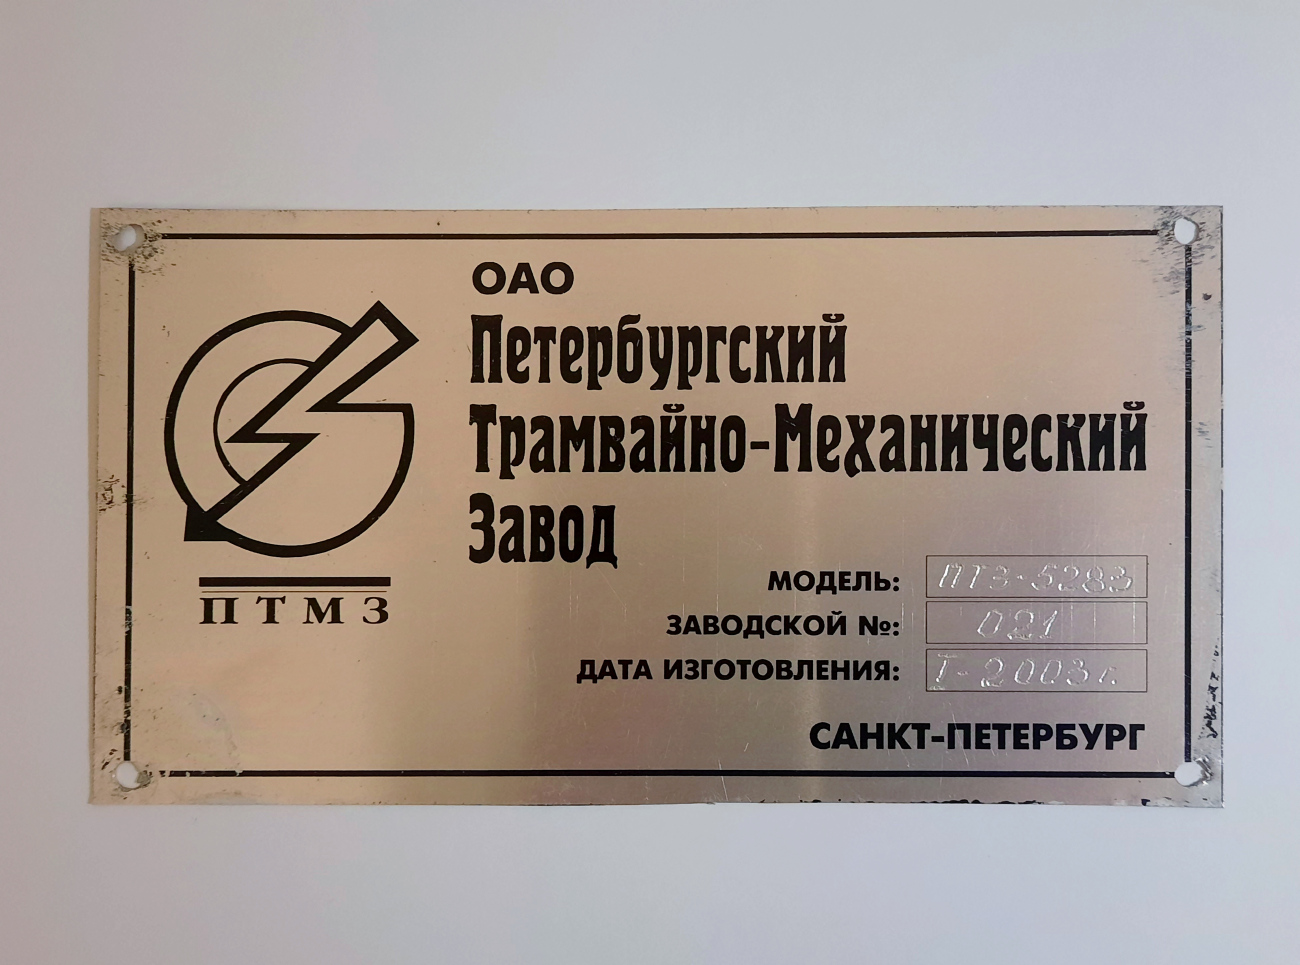 ОАО
Петербургский
Трамвайно-Механический
Завод
ПТМЗ
МОДЕЛЬ: ПТЗ-5283
ЗАВОДСКОЙ №: 021
ДАТА ИЗГОТОВЛЕНИЯ: I-2003г.
САНКТ-ПЕТЕРБУРГ